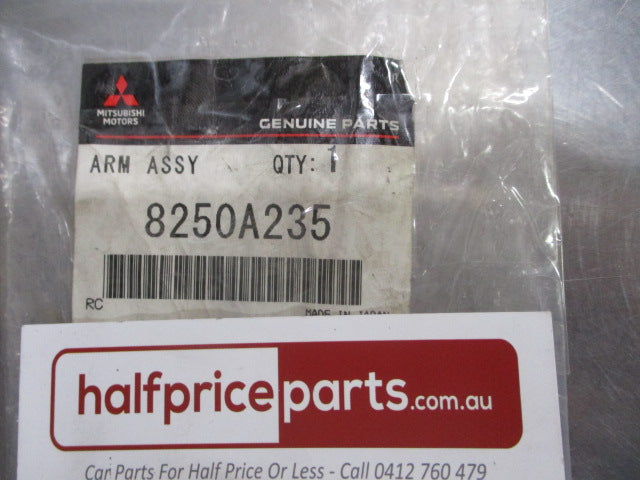 MITSUBISHI
MOTORS
GENUINE PARTS
ARM ASSY QTY: 1
8250A235
RC MADE IN JAPAN
halfpriceparts.com.au
Car Parts For Half Price Or Less - Call 0412 760 479